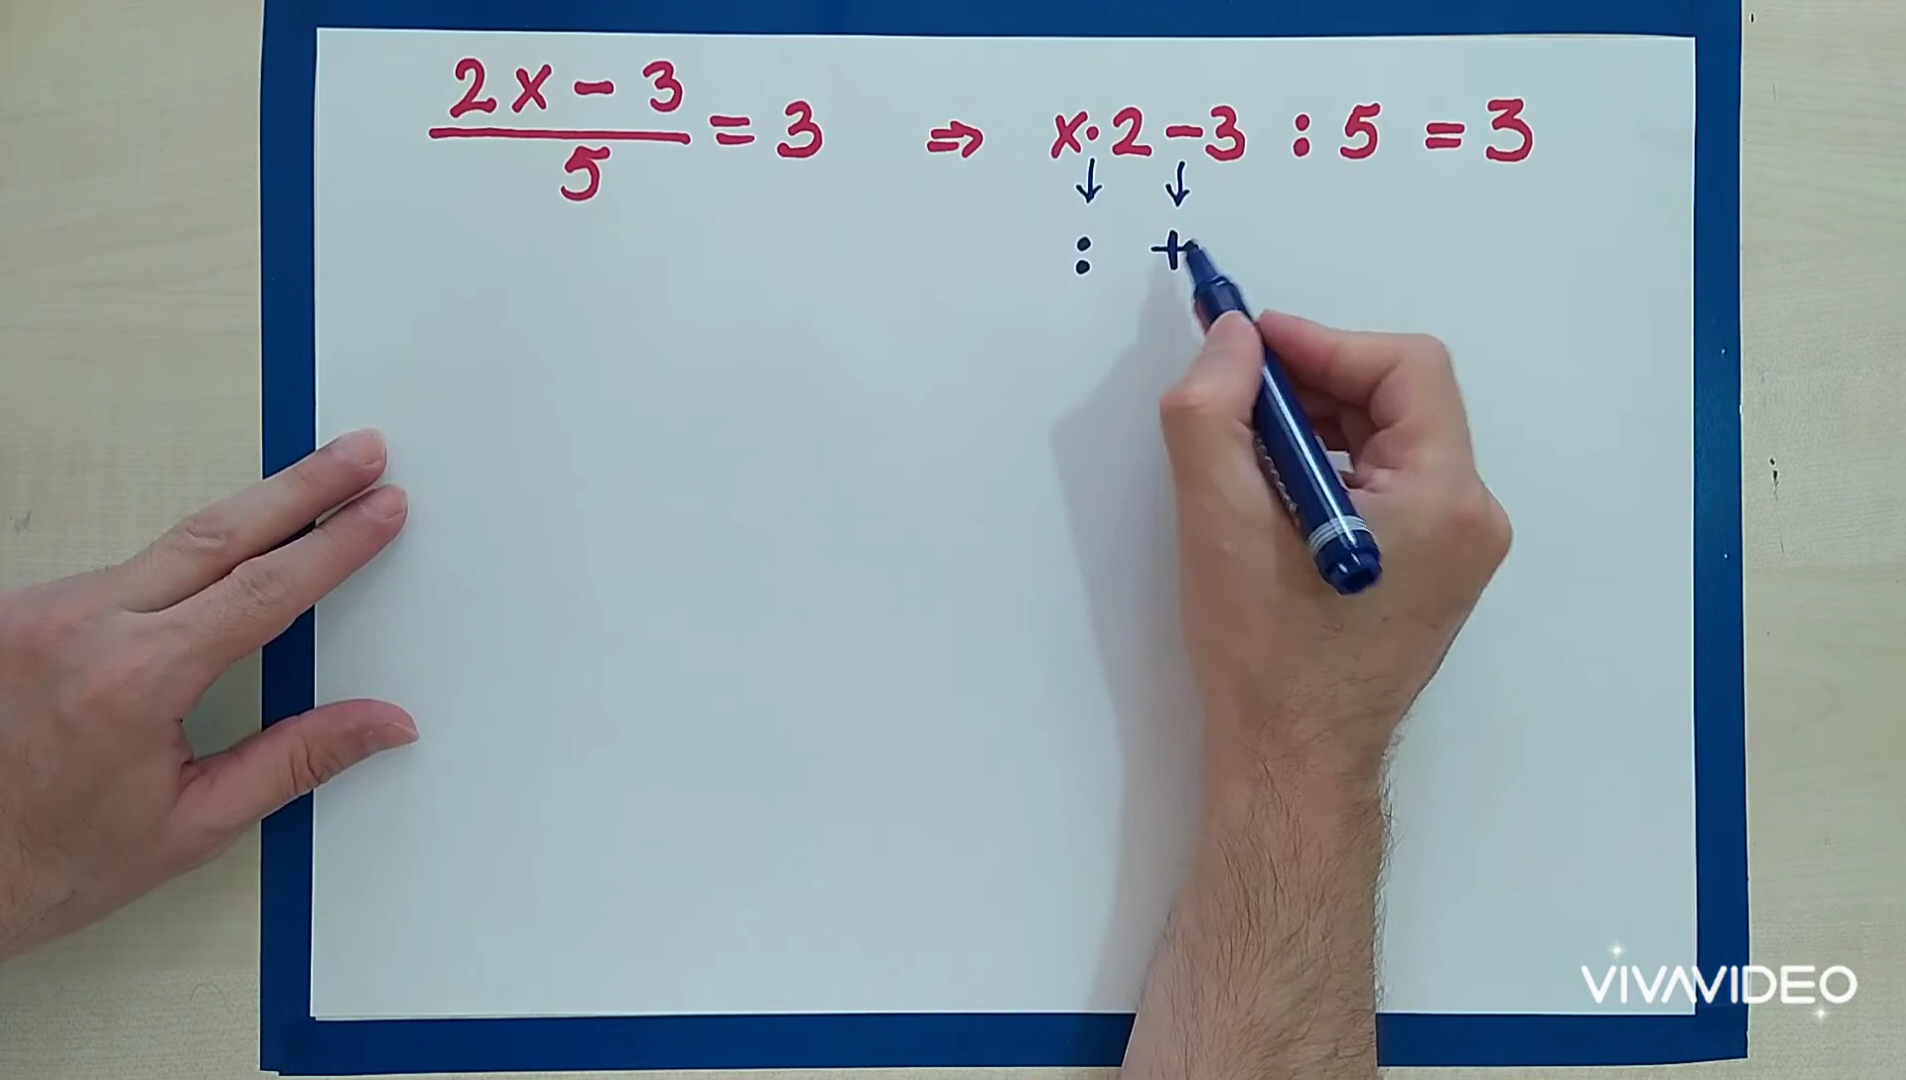 2x - 3
5
= 3 ⇒ x·2-3 : 5 = 3
↓ ↓
: +
VIVAVIDEO